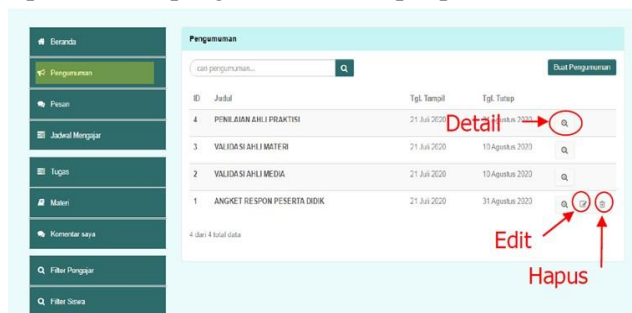 Beranda
Pengumuman
Pesan
Jadwal Mengajar
Tugas
Materi
Komentar saya
Filter Pengajar
Filter Siswa
Pengumuman
cari pengumuman...
Buat Pengumuman
ID Judul Tgl. Tampil Tgl. Tutup
4 PENILAIAN AHLI PRAKTISI 21 Juli 2020 Agustus 2020
Detail
3 VALIDASI AHLI MATERI 21 Juli 2020 10 Agustus 2020
2 VALIDASI AHLI MEDIA 21 Juli 2020 10 Agustus 2020
1 ANGKET RESPON PESERTA DIDIK 21 Juli 2020 31 Agustus 2020
4 dari 4 total data
Edit
Hapus